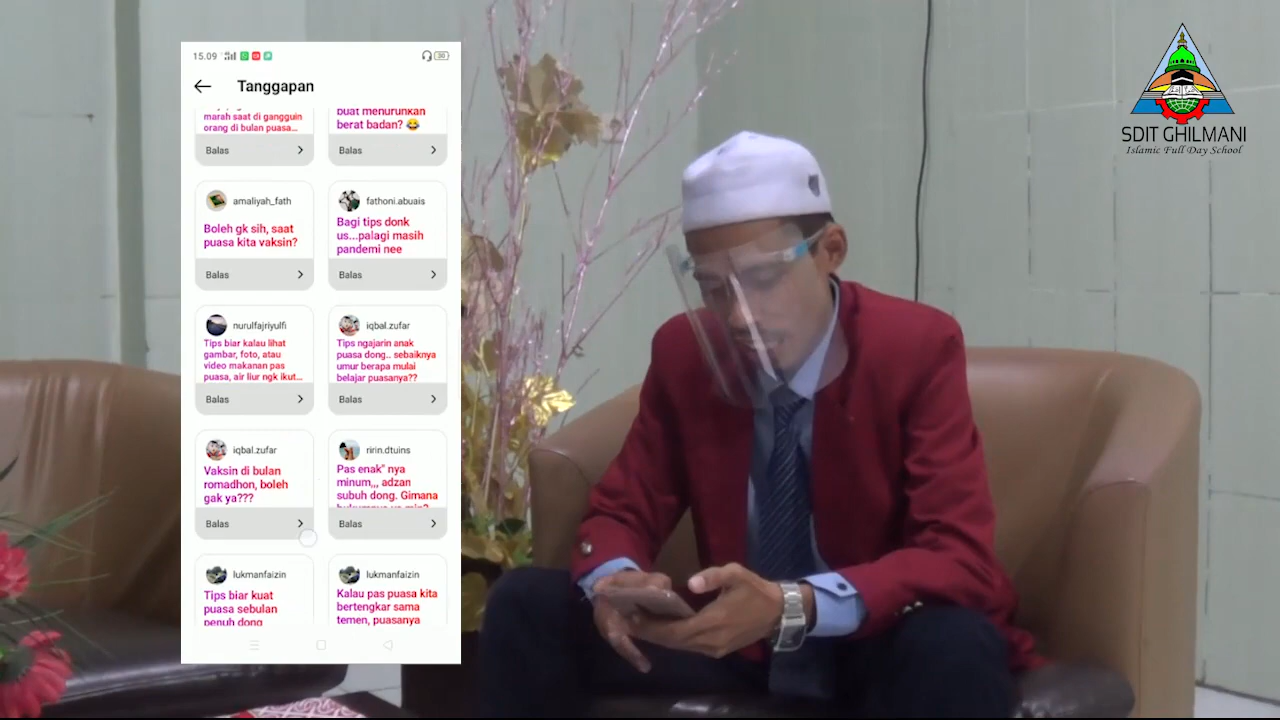 15.09
30
Tanggapan
marah saat di gangguin
orang di bulan puasa...
Balas
buat menurunkan
berat badan? 😂
Balas
amaliyah_fath
Boleh gk sih, saat
puasa kita vaksin?
Balas
fathoni.abuais
Bagi tips donk
us...palagi masih
pandemi nee
Balas
nurulfajriyulfi
Tips biar kalau lihat
gambar, foto, atau
video makanan pas
puasa, air liur ngk ikut...
Balas
iqbal.zufar
Tips ngajarin anak
puasa dong.. sebaiknya
umur berapa mulai
belajar puasanya??
Balas
iqbal.zufar
Vaksin di bulan
romadhon, boleh
gak ya???
Balas
ririn.dtuins
Pas enak" nya
minum,,, adzan
subuh dong. Gimana
Balas
lukmanfaizin
Tips biar kuat
puasa sebulan
penuh dong
lukmanfaizin
Kalau pas puasa kita
bertengkar sama
temen, puasanya
SDIT GHILMANI
Islamic Full Day School